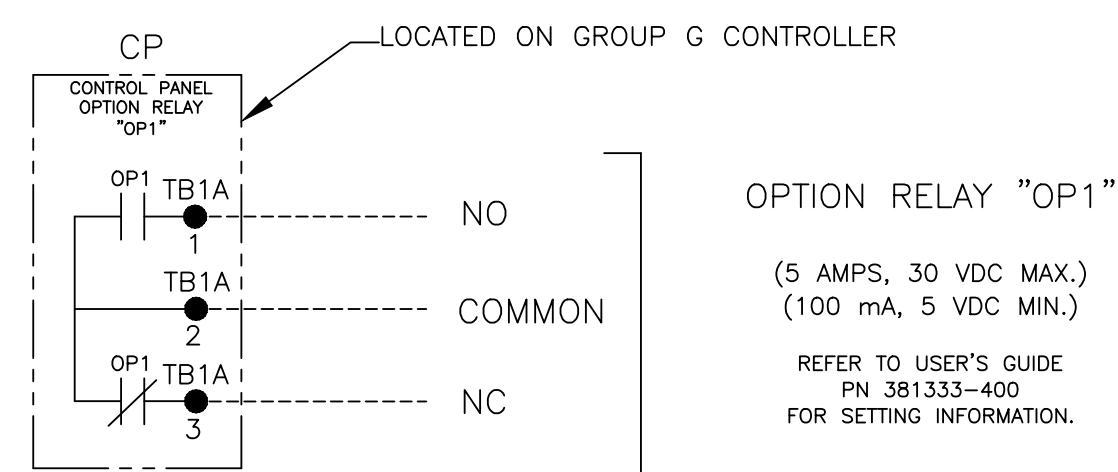 CP
LOCATED ON GROUP G CONTROLLER
CONTROL PANEL
OPTION RELAY
"OP1"
OP1
TB1A
1
NO
TB1A
2
COMMON
OP1
TB1A
3
NC
OPTION RELAY "OP1"
(5 AMPS, 30 VDC MAX.)
(100 mA, 5 VDC MIN.)
REFER TO USER'S GUIDE
PN 381333-400
FOR SETTING INFORMATION.